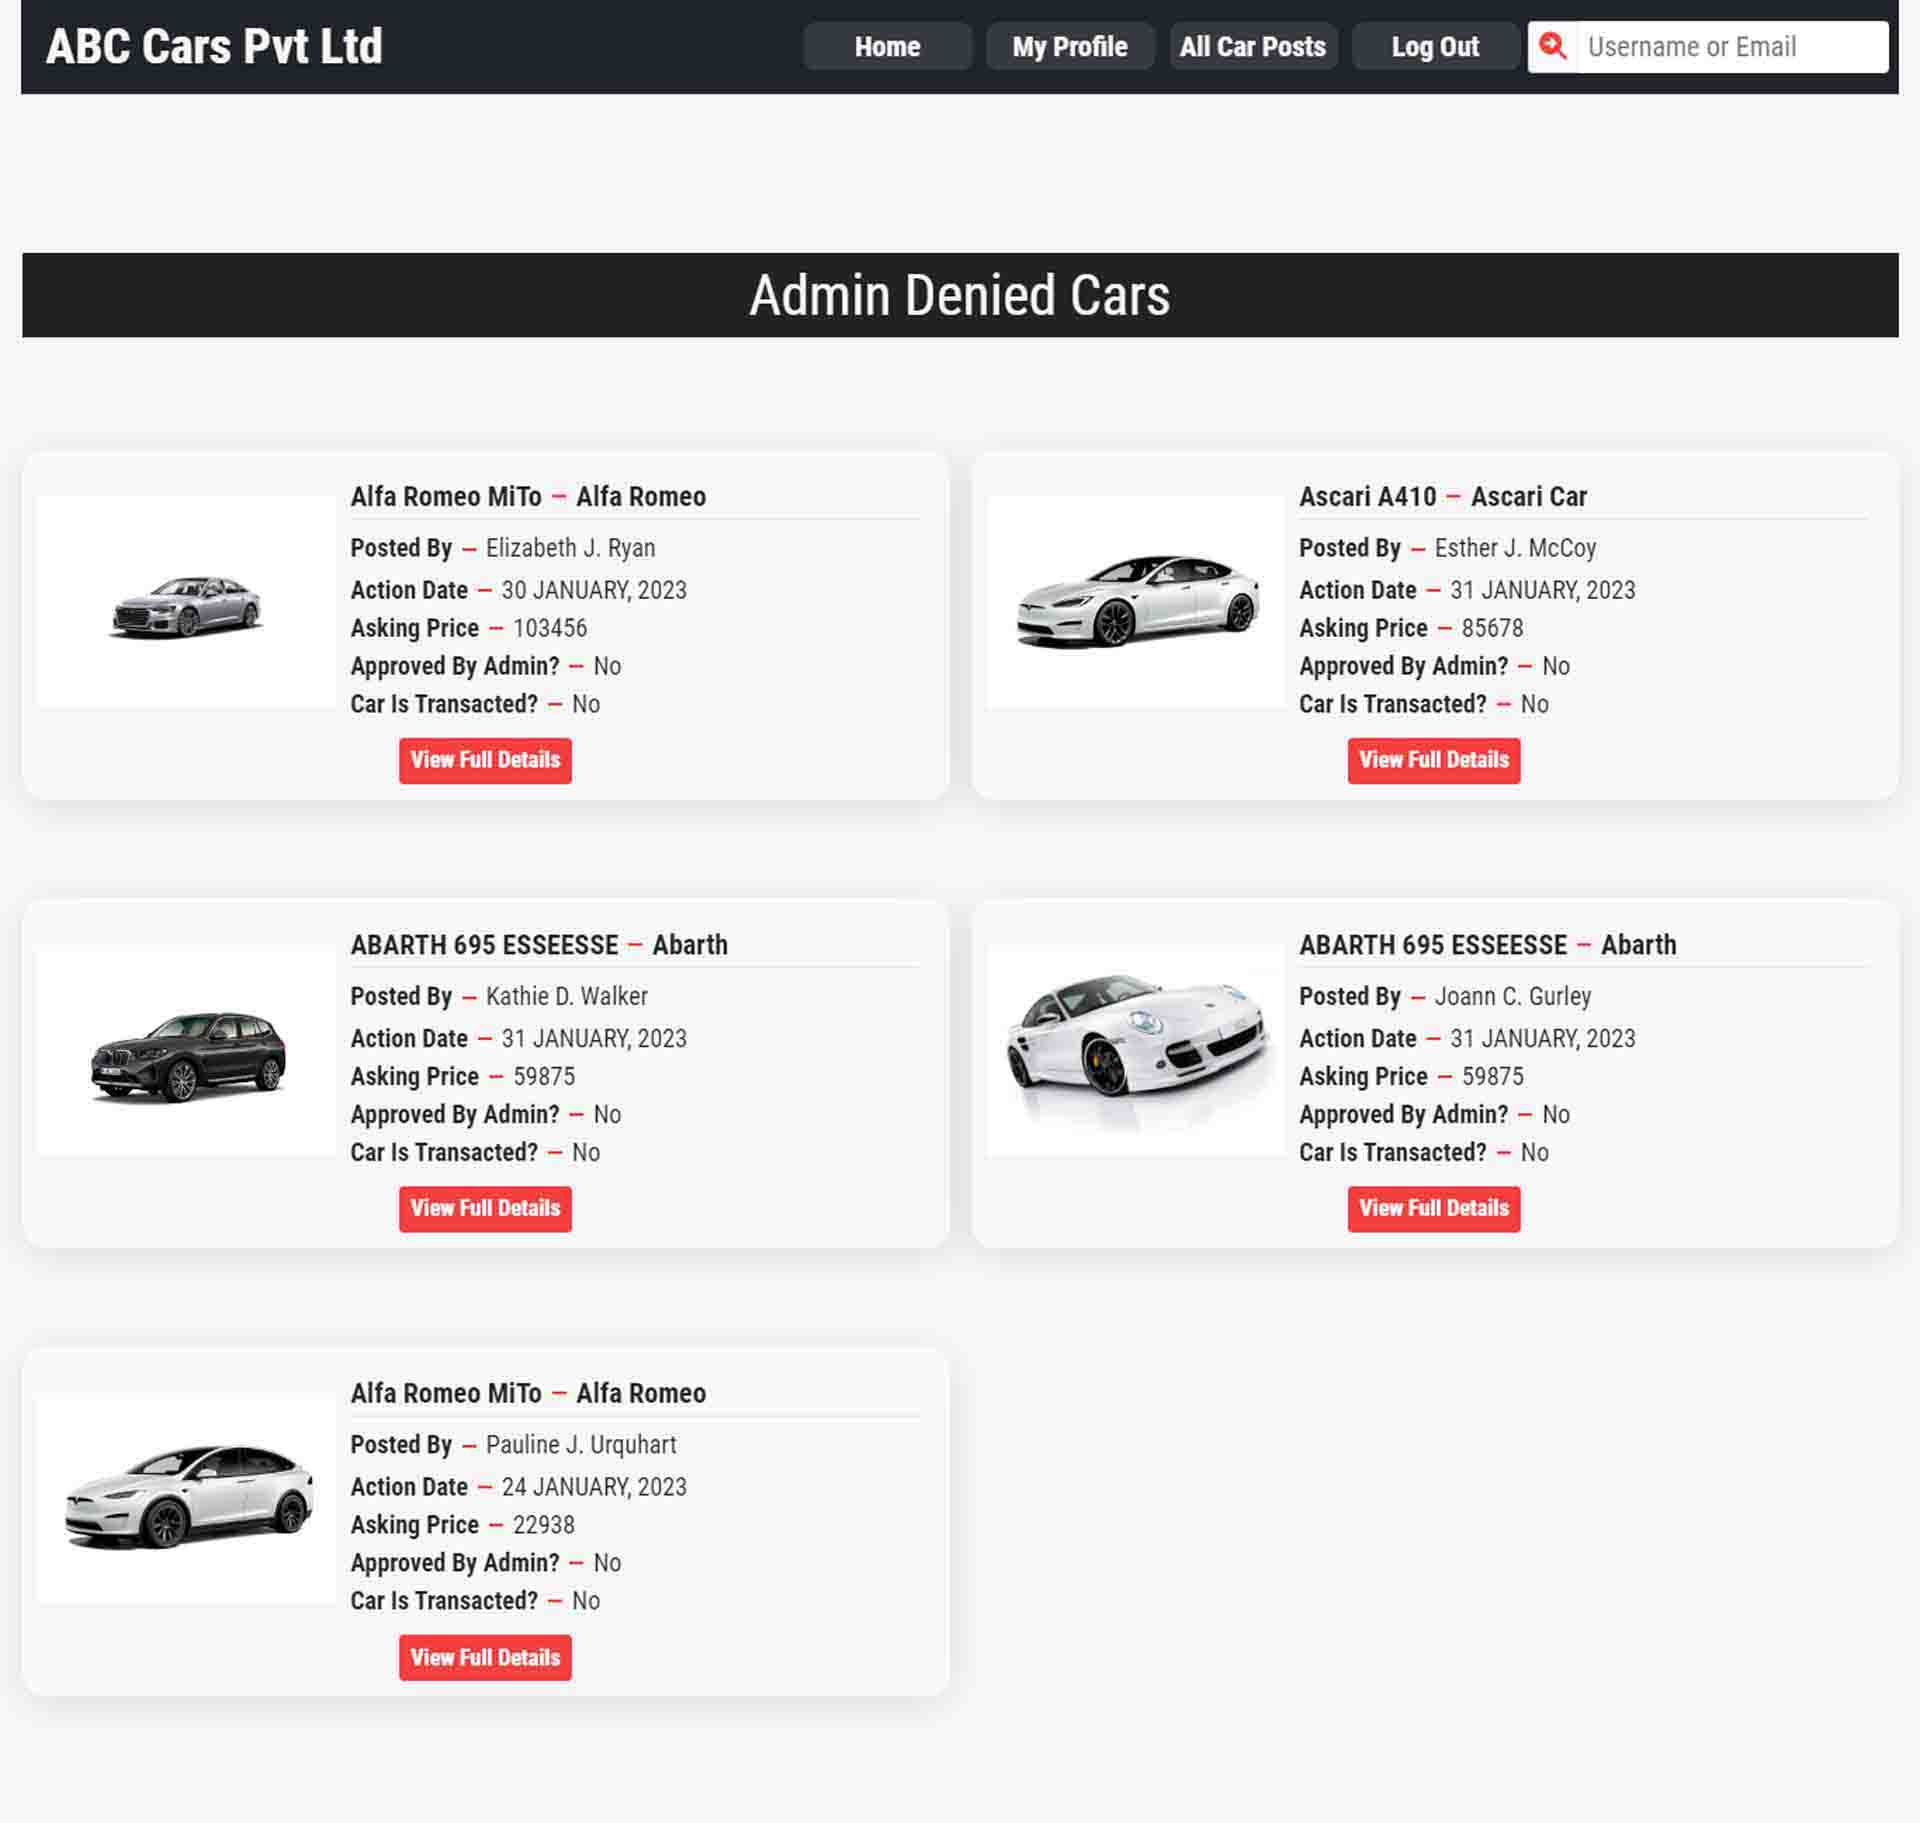 ABC Cars Pvt Ltd
Home
My Profile
All Car Posts
Log Out
Username or Email
Admin Denied Cars
Alfa Romeo MiTo — Alfa Romeo
Posted By — Elizabeth J. Ryan
Action Date — 30 JANUARY, 2023
Asking Price — 103456
Approved By Admin? — No
Car Is Transacted? — No
View Full Details
Ascari A410 — Ascari Car
Posted By — Esther J. McCoy
Action Date — 31 JANUARY, 2023
Asking Price — 85678
Approved By Admin? — No
Car Is Transacted? — No
View Full Details
ABARTH 695 ESSEESSE — Abarth
Posted By — Kathie D. Walker
Action Date — 31 JANUARY, 2023
Asking Price — 59875
Approved By Admin? — No
Car Is Transacted? — No
View Full Details
ABARTH 695 ESSEESSE — Abarth
Posted By — Joann C. Gurley
Action Date — 31 JANUARY, 2023
Asking Price — 59875
Approved By Admin? — No
Car Is Transacted? — No
View Full Details
Alfa Romeo MiTo — Alfa Romeo
Posted By — Pauline J. Urquhart
Action Date — 24 JANUARY, 2023
Asking Price — 22938
Approved By Admin? — No
Car Is Transacted? — No
View Full Details